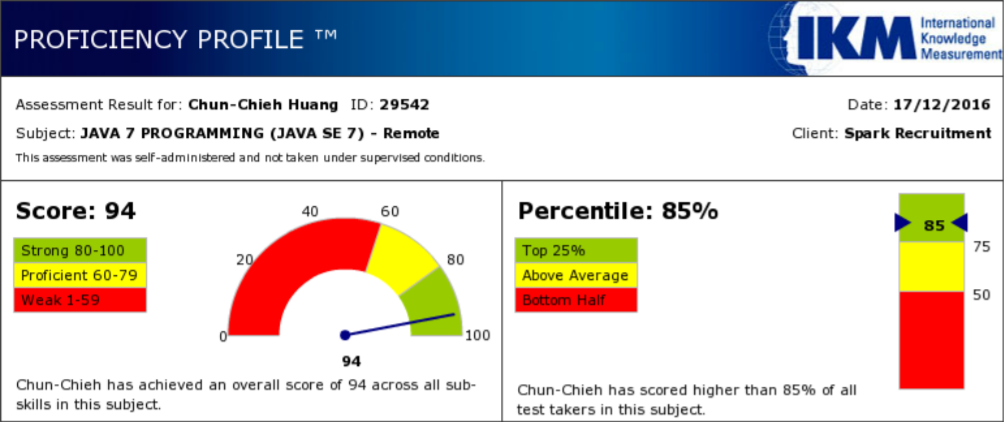 PROFICIENCY PROFILE ™
IKM International
Knowledge
Measurement
Assessment Result for: Chun-Chieh Huang ID: 29542
Date: 17/12/2016
Subject: JAVA 7 PROGRAMMING (JAVA SE 7) - Remote
Client: Spark Recruitment
This assessment was self-administered and not taken under supervised conditions.
Score: 94
Strong 80-100
Proficient 60-79
Weak 1-59
0
20
40
60
80
100
94
Chun-Chieh has achieved an overall score of 94 across all sub-
skills in this subject.
Percentile: 85%
Top 25%
Above Average
Bottom Half
85
75
50
Chun-Chieh has scored higher than 85% of all
test takers in this subject.